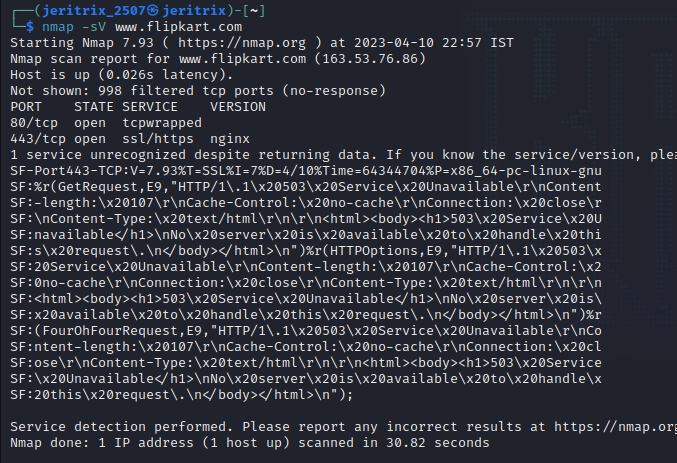 ┌──(jeritrix_2507㉿jeritrix)-[~]
└─$ nmap -sV www.flipkart.com
Starting Nmap 7.93 ( https://nmap.org ) at 2023-04-10 22:57 IST
Nmap scan report for www.flipkart.com (163.53.76.86)
Host is up (0.026s latency).
Not shown: 998 filtered tcp ports (no-response)
PORT    STATE SERVICE    VERSION
80/tcp  open  tcpwrapped
443/tcp open  ssl/https  nginx
1 service unrecognized despite returning data. If you know the service/version, plea
SF-Port443-TCP:V=7.93%T=SSL%I=7%D=4/10%Time=64344704%P=x86_64-pc-linux-gnu
SF:%r(GetRequest,E9,"HTTP/1\.1\x20503\x20Service\x20Unavailable\r\nContent
SF:-length:\x20107\r\nCache-Control:\x20no-cache\r\nConnection:\x20close\r
SF:\nContent-Type:\x20text/html\r\n\r\n<html><body><h1>503\x20Service\x20U
SF:navailable</h1>\nNo\x20server\x20is\x20available\x20to\x20handle\x20thi
SF:s\x20request\.\n</body></html>\n")%r(HTTPOptions,E9,"HTTP/1\.1\x20503\x
SF:20Service\x20Unavailable\r\nContent-length:\x20107\r\nCache-Control:\x2
SF:0no-cache\r\nConnection:\x20close\r\nContent-Type:\x20text/html\r\n\r\n
SF:<html><body><h1>503\x20Service\x20Unavailable</h1>\nNo\x20server\x20is\
SF:x20available\x20to\x20handle\x20this\x20request\.\n</body></html>\n")%r
SF:(FourOhFourRequest,E9,"HTTP/1\.1\x20503\x20Service\x20Unavailable\r\nCo
SF:ntent-length:\x20107\r\nCache-Control:\x20no-cache\r\nConnection:\x20cl
SF:ose\r\nContent-Type:\x20text/html\r\n\r\n<html><body><h1>503\x20Service
SF:\x20Unavailable</h1>\nNo\x20server\x20is\x20available\x20to\x20handle\x
SF:20this\x20request\.\n</body></html>\n");
Service detection performed. Please report any incorrect results at https://nmap.org
Nmap done: 1 IP address (1 host up) scanned in 30.82 seconds